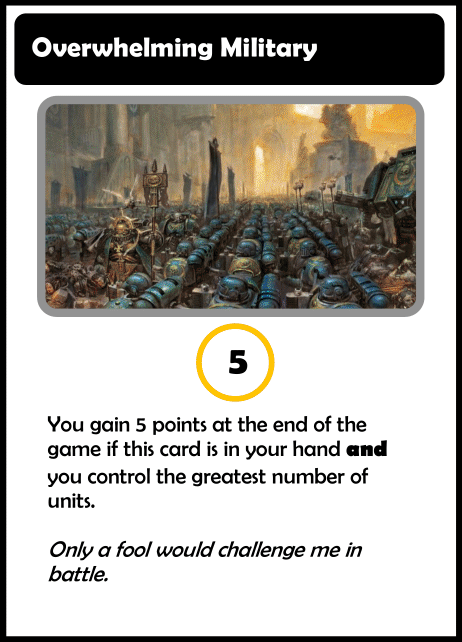 Overwhelming Military
5
You gain 5 points at the end of the
game if this card is in your hand and
you control the greatest number of
units.
Only a fool would challenge me in
battle.